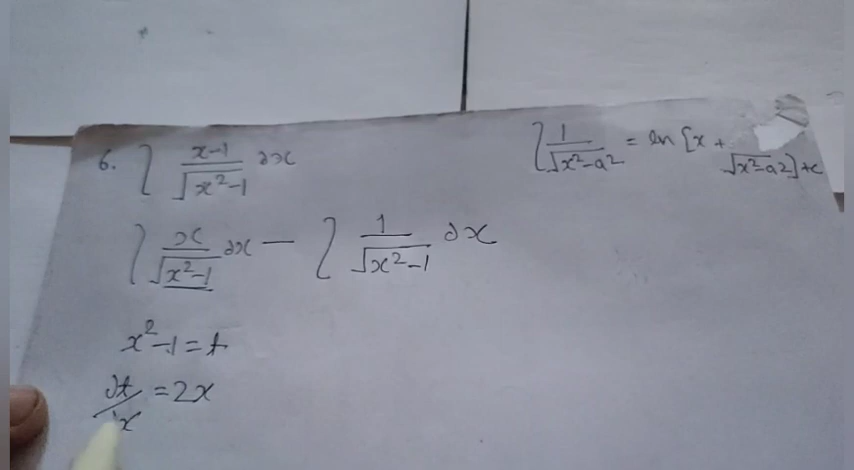 6. ∫ x-1/√x²-1 dx
∫ 1/√x²-a² = ln [x + √x²-a²]+c
∫ x/√x²-1 dx — ∫ 1/√x²-1 dx
x²-1=t
dt/dx =2x